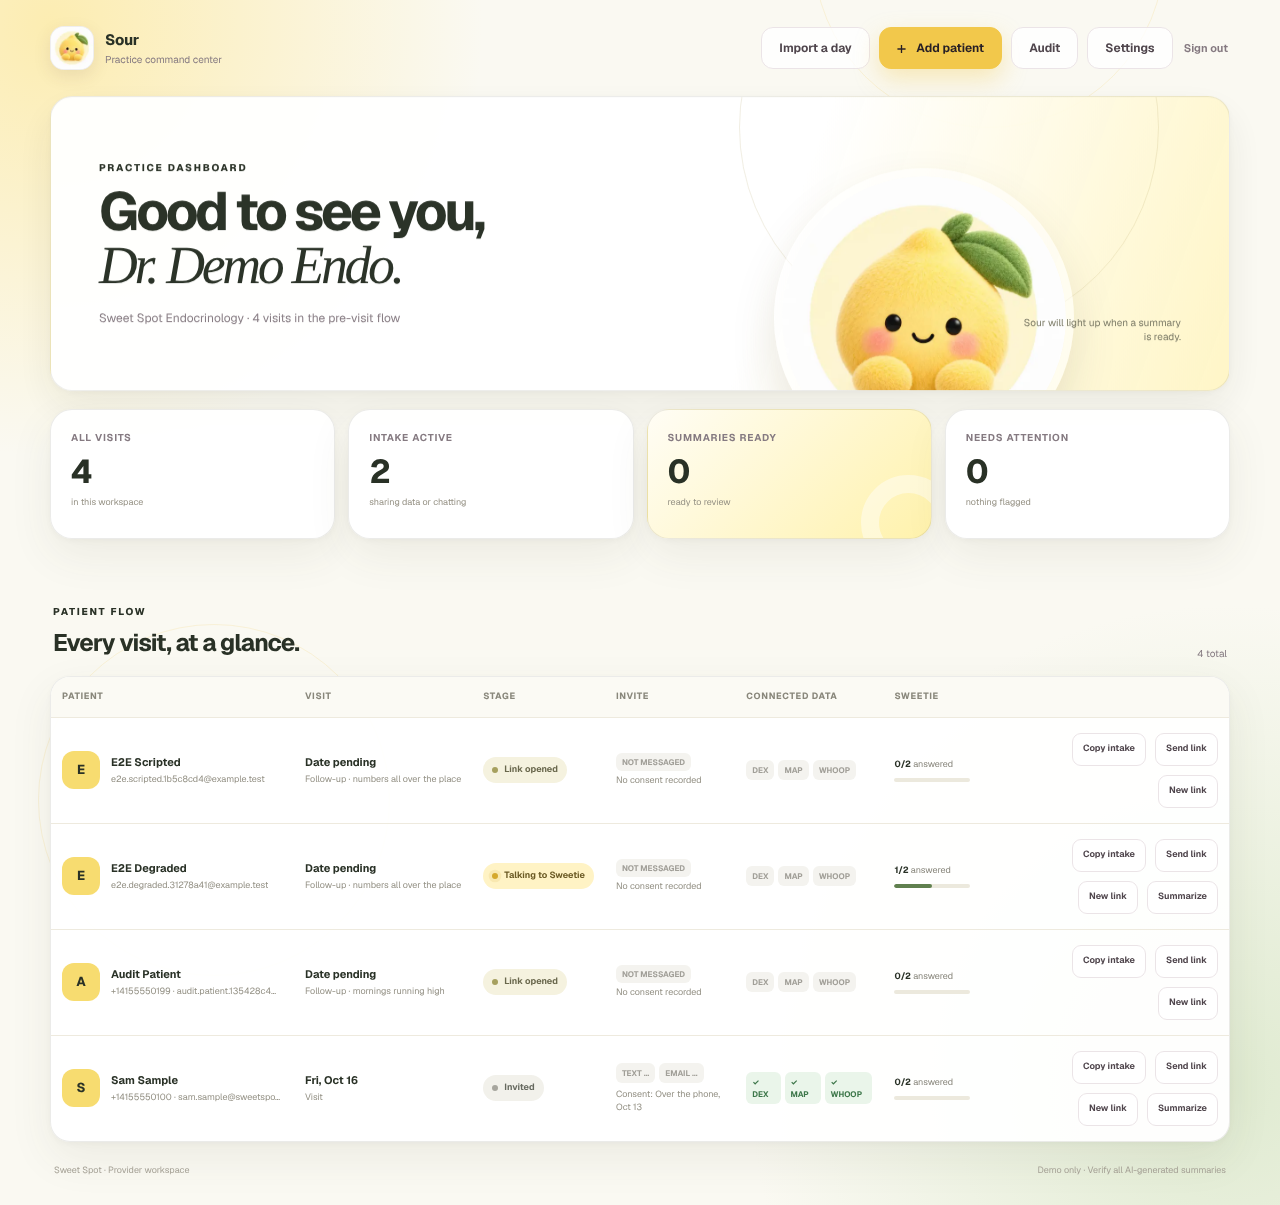 Sour
Practice command center
Import a day
+ Add patient
Audit
Settings
Sign out
PRACTICE DASHBOARD
Good to see you,
Dr. Demo Endo.
Sweet Spot Endocrinology · 4 visits in the pre-visit flow
Sour will light up when a summary
is ready.
ALL VISITS
4
in this workspace
INTAKE ACTIVE
2
sharing data or chatting
SUMMARIES READY
0
ready to review
NEEDS ATTENTION
0
nothing flagged
PATIENT FLOW
Every visit, at a glance.
4 total
PATIENT VISIT STAGE INVITE CONNECTED DATA SWEETIE
E
E2E Scripted
e2e.scripted.1b5c8cd4@example.test
Date pending
Follow-up · numbers all over the place
Link opened
NOT MESSAGED
No consent recorded
DEX MAP WHOOP
0/2 answered
Copy intake
Send link
New link
E
E2E Degraded
e2e.degraded.31278a41@example.test
Date pending
Follow-up · numbers all over the place
Talking to Sweetie
NOT MESSAGED
No consent recorded
DEX MAP WHOOP
1/2 answered
Copy intake
Send link
New link
Summarize
A
Audit Patient
+14155550199 · audit.patient.135428c4...
Date pending
Follow-up · mornings running high
Link opened
NOT MESSAGED
No consent recorded
DEX MAP WHOOP
0/2 answered
Copy intake
Send link
New link
S
Sam Sample
+14155550100 · sam.sample@sweetspo...
Fri, Oct 16
Visit
Invited
TEXT ... EMAIL ...
Consent: Over the phone,
Oct 13
✓ DEX
✓ MAP
✓ WHOOP
0/2 answered
Copy intake
Send link
New link
Summarize
Sweet Spot · Provider workspace
Demo only · Verify all AI-generated summaries